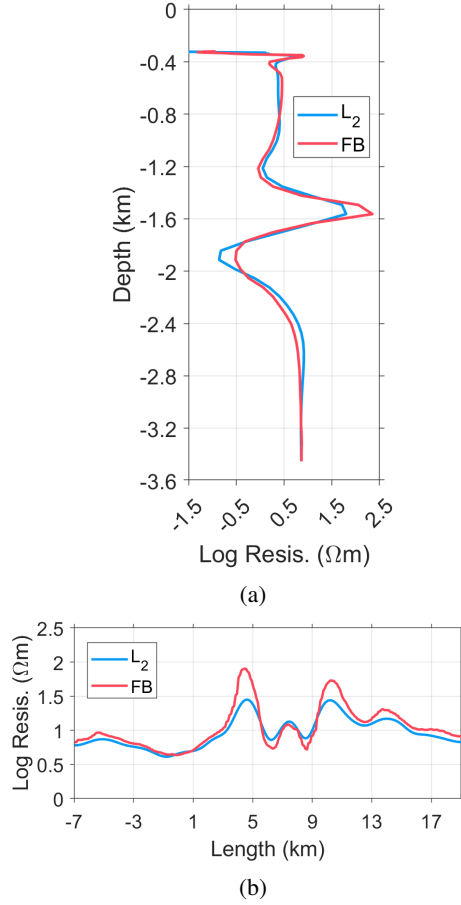 0
-0.4
-0.8
-1.2
-1.6
-2
-2.4
-2.8
-3.2
-3.6
Depth (km)
L2
FB
-1.5 -0.5 0.5 1.5 2.5
Log Resis. (Ωm)
(a)
2.5
2
1.5
1
0.5
0
Log Resis. (Ωm)
L2
FB
-7 -3 1 5 9 13 17
Length (km)
(b)